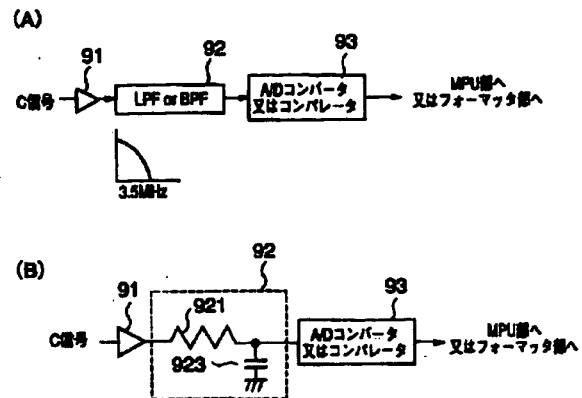 (A)
91
92
93
C信号
LPF or BPF
A/Dコンバータ
又はコンパレータ
MPU部へ
又はフォーマッタ部へ
3.5MHz
(B)
92
91
921
93
C信号
923
A/Dコンバータ
又はコンパレータ
MPU部へ
又はフォーマッタ部へ